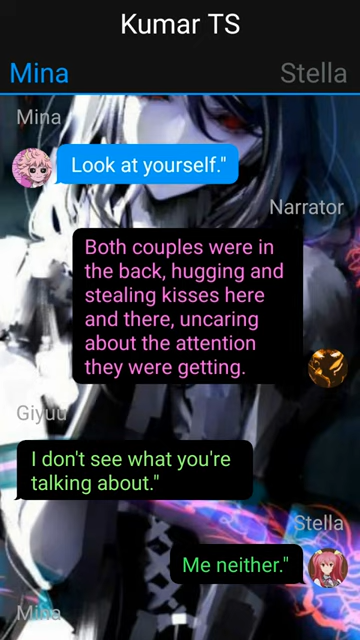 Kumar TS
Mina
Stella
Mina
Look at yourself."
Narrator
Both couples were in
the back, hugging and
stealing kisses here
and there, uncaring
about the attention
they were getting.
Giyuu
I don't see what you're
talking about."
Stella
Me neither."
Mina